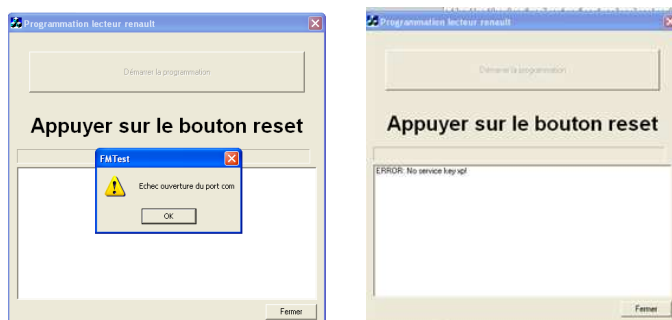 Programmation lecteur renault
Démarrer la programmation
Appuyer sur le bouton reset
FMTest
Echec ouverture du port com
OK
Fermer
Programmation lecteur renault
Démarrer la programmation
Appuyer sur le bouton reset
ERROR: No service key xpl
Fermer